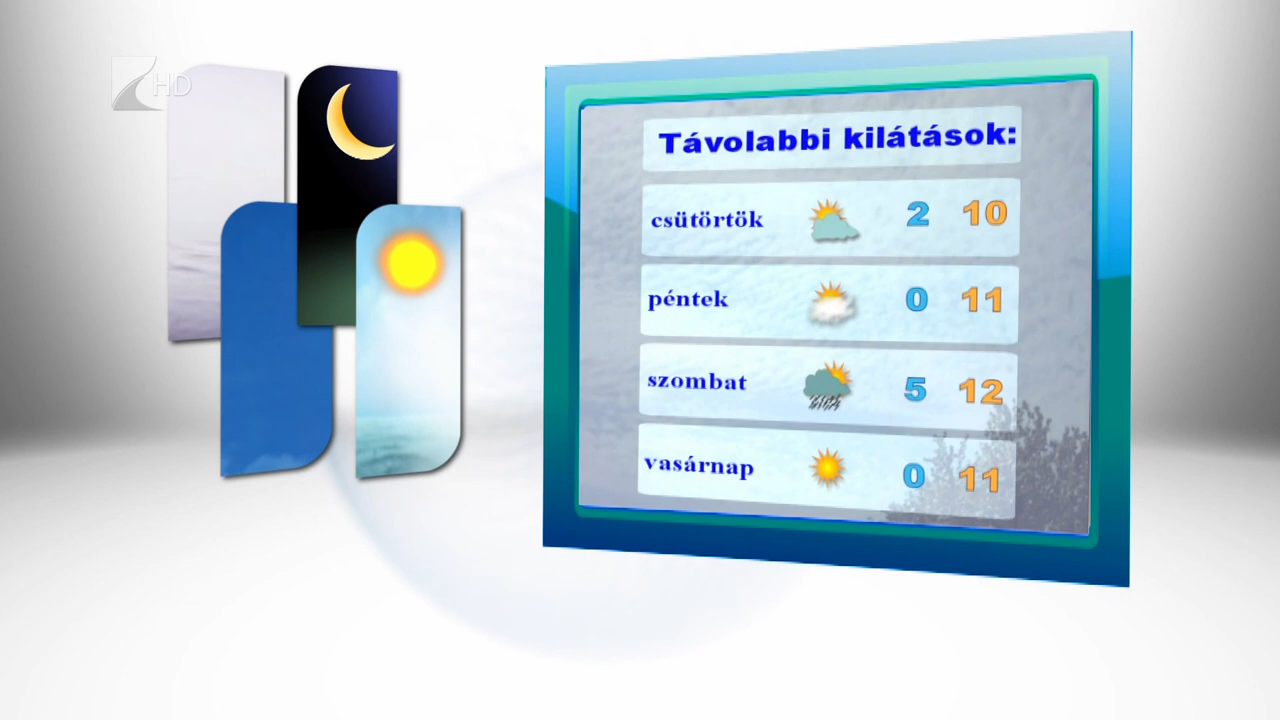 HD
Távolabbi kilátások:
csütörtök 2 10
péntek 0 11
szombat 5 12
vasárnap 0 11